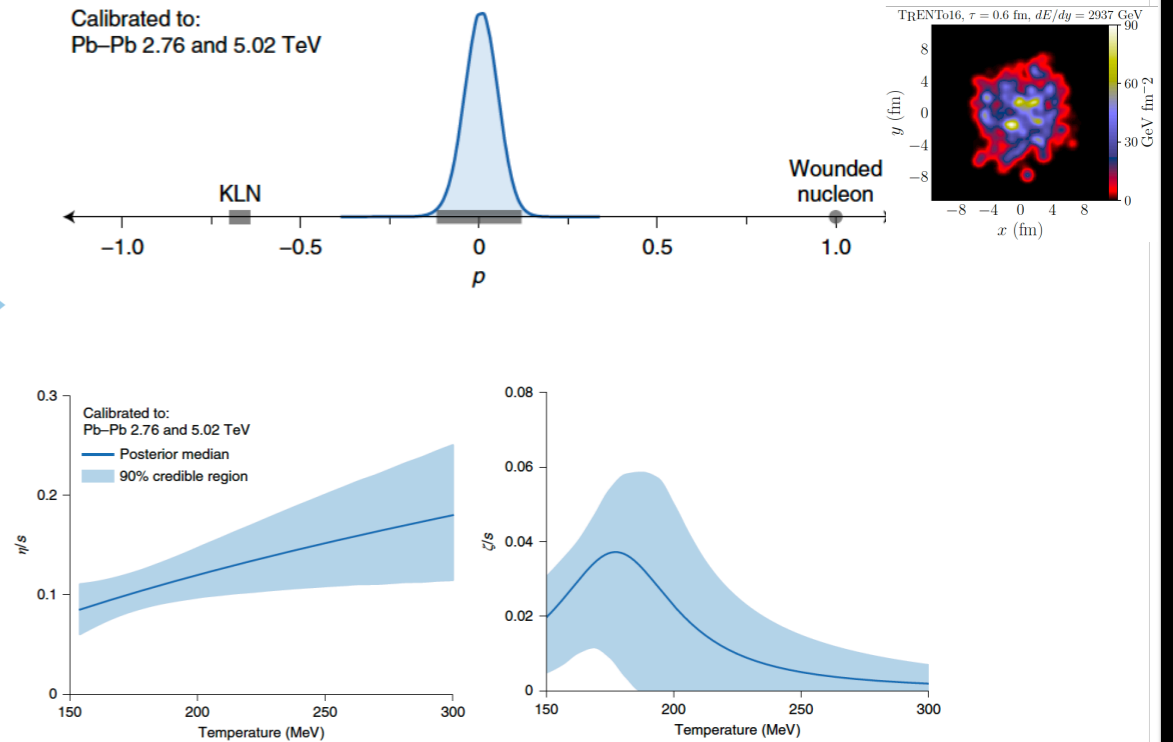 Calibrated to:
Pb–Pb 2.76 and 5.02 TeV
KLN
Wounded
nucleon
−1.0
−0.5
0
0.5
1.0
p
TRENTo16, τ = 0.6 fm, dE/dy = 2937 GeV
8
4
0
−4
−8
y (fm)
−8 −4 0 4 8
x (fm)
90
60
30
0
GeV fm−2
0.3
0.2
0.1
0
η/s
Calibrated to:
Pb–Pb 2.76 and 5.02 TeV
Posterior median
90% credible region
150 200 250 300
Temperature (MeV)
0.08
0.06
0.04
0.02
0
ζ/s
150 200 250 300
Temperature (MeV)